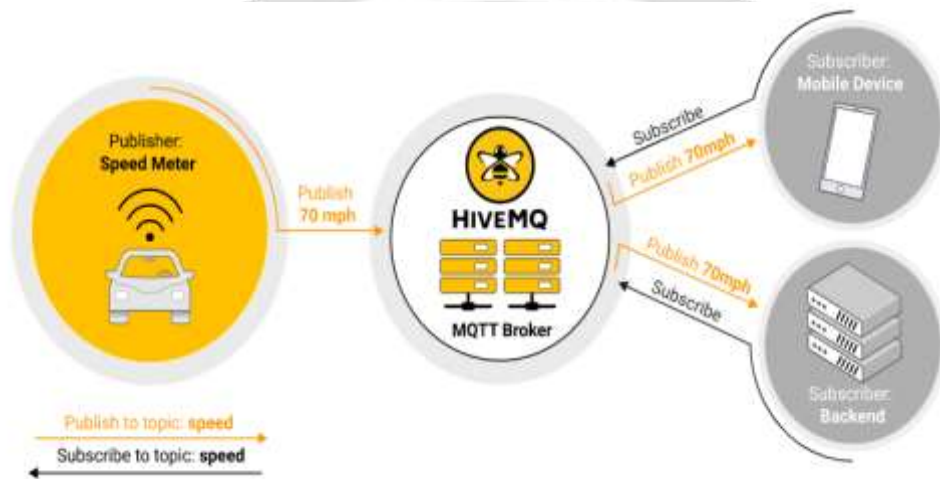 Publisher:
Speed Meter
Publish
70 mph
HIVEMQ
MQTT Broker
Subscribe
Publish 70mph
Subscriber:
Mobile Device
Publish 70mph
Subscribe
Subscriber:
Backend
Publish to topic: speed
Subscribe to topic: speed